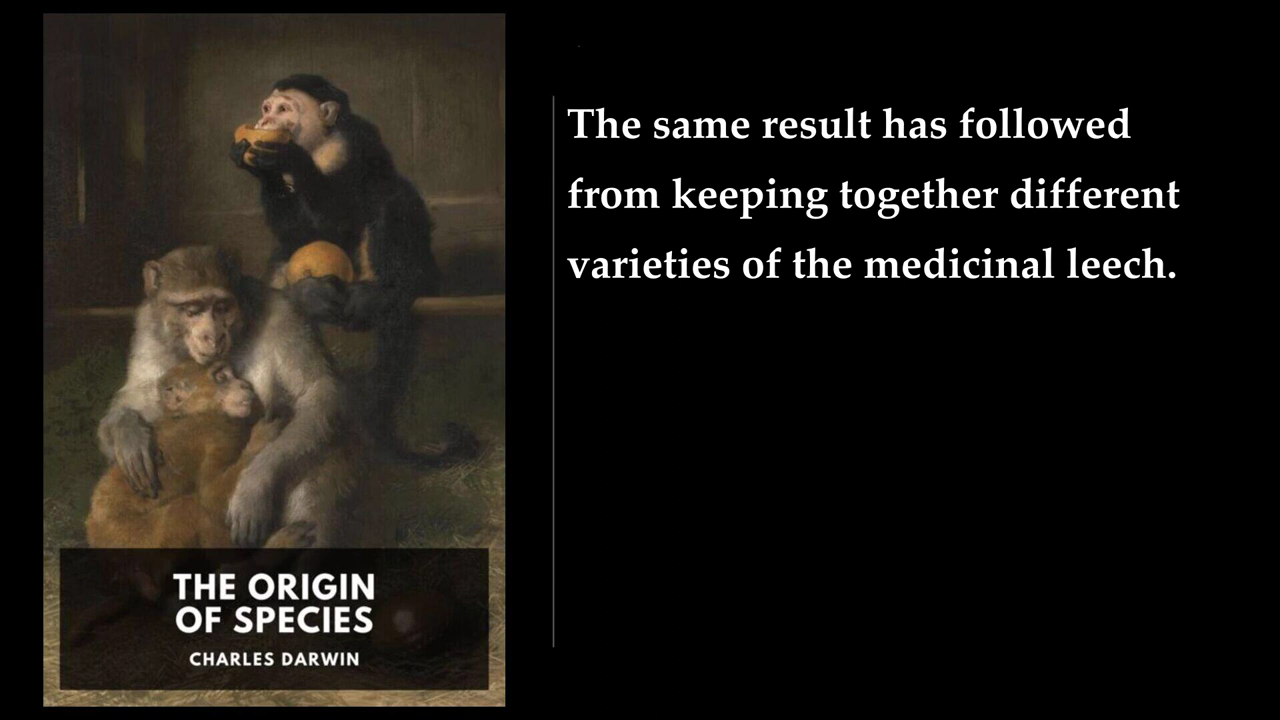 The same result has followed
from keeping together different
varieties of the medicinal leech.
THE ORIGIN
OF SPECIES
CHARLES DARWIN